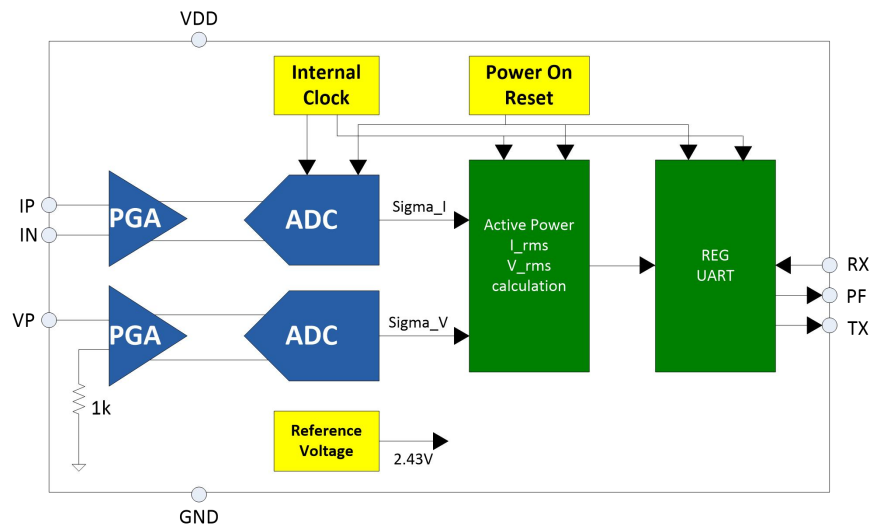 VDD
Internal
Clock
Power On
Reset
IP
IN
PGA
ADC
Sigma_I
Active Power
I_rms
V_rms
calculation
REG
UART
RX
PF
TX
VP
PGA
ADC
Sigma_V
1k
Reference
Voltage
2.43V
GND